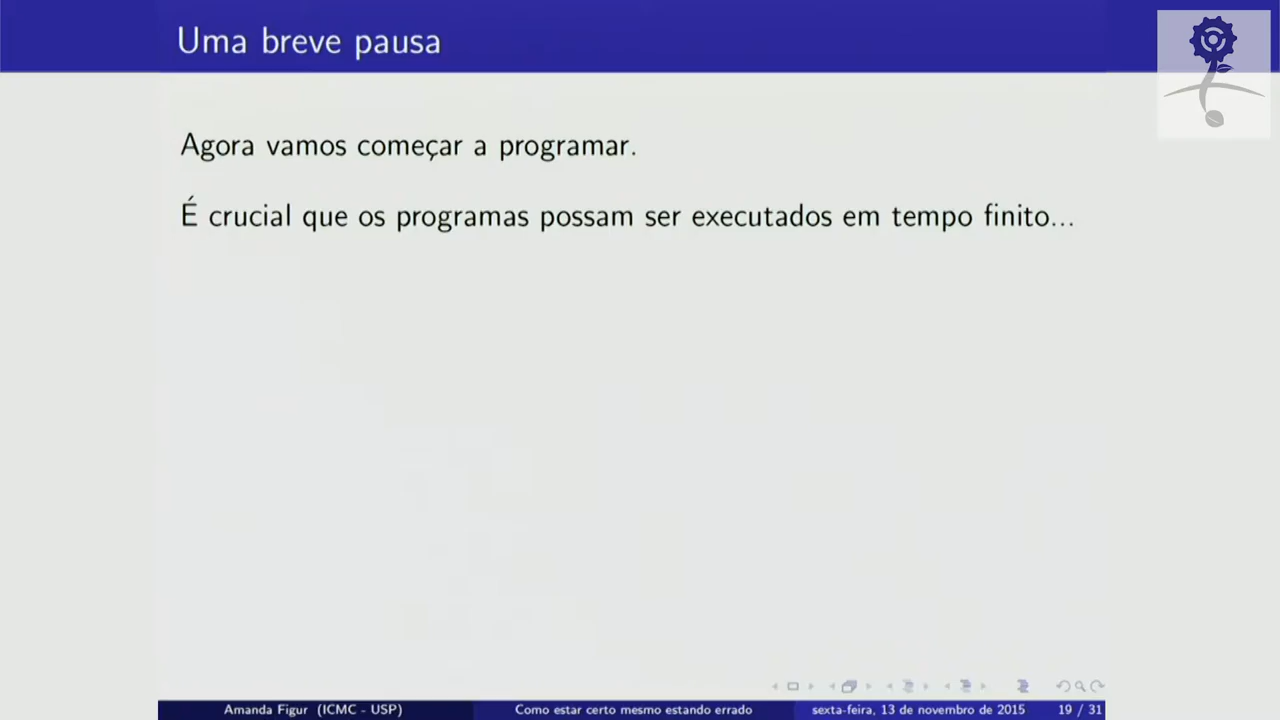 Uma breve pausa
Agora vamos começar a programar.
É crucial que os programas possam ser executados em tempo finito...
Amanda Figur (ICMC - USP) Como estar certo mesmo estando errado sexta-feira, 13 de novembro de 2015 19 / 31